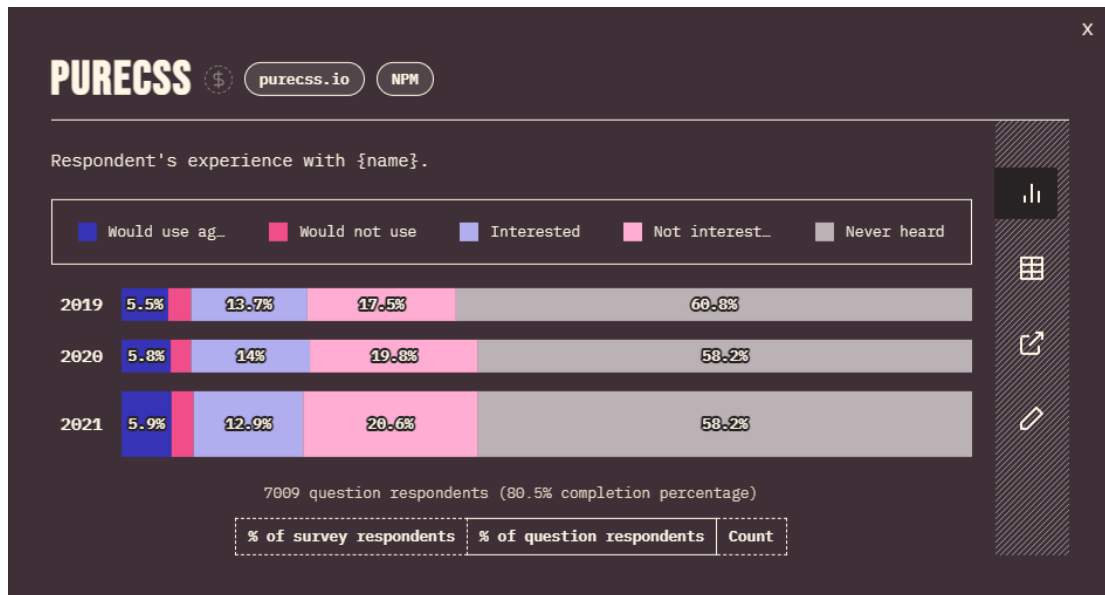 x
PURECSS $ purecss.io NPM
Respondent's experience with {name}.
Would use ag… Would not use Interested Not interest… Never heard
2019 5.5% 13.7% 17.5% 60.8%
2020 5.8% 14% 19.8% 58.2%
2021 5.9% 12.9% 20.6% 58.2%
7009 question respondents (80.5% completion percentage)
% of survey respondents % of question respondents Count